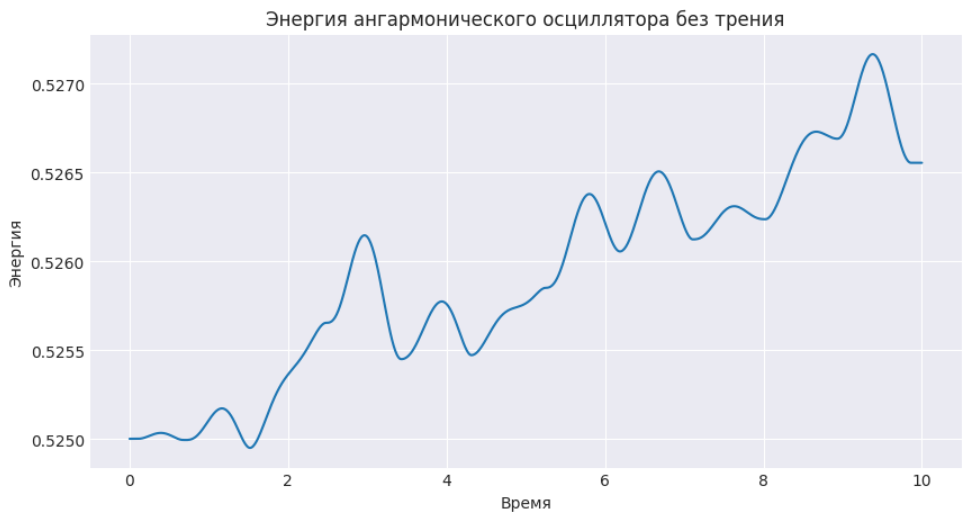 Энергия ангармонического осциллятора без трения
Энергия
0.5270
0.5265
0.5260
0.5255
0.5250
0 2 4 6 8 10
Время